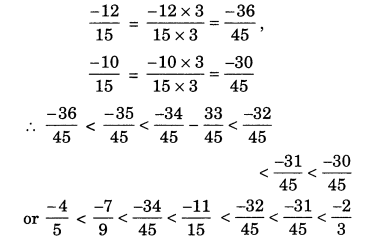 -12/15 = -12 × 3/15 × 3 = -36/45 ,
-10/15 = -10 × 3/15 × 3 = -30/45
∴ -36/45 < -35/45 < -34/45 - 33/45 < -32/45
< -31/45 < -30/45
or -4/5 < -7/9 < -34/45 < -11/15 < -32/45 < -31/45 < -2/3